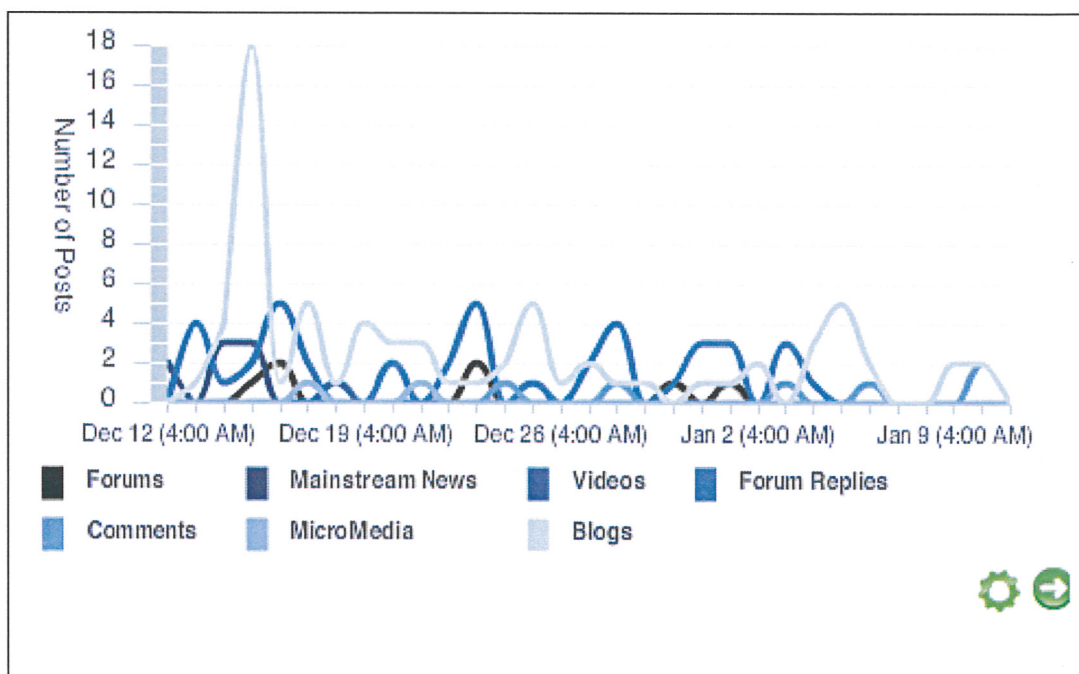 Number of Posts
18
16
14
12
10
8
6
4
2
0
Dec 12 (4:00 AM) Dec 19 (4:00 AM) Dec 26 (4:00 AM) Jan 2 (4:00 AM) Jan 9 (4:00 AM)
Forums Mainstream News Videos Forum Replies
Comments MicroMedia Blogs